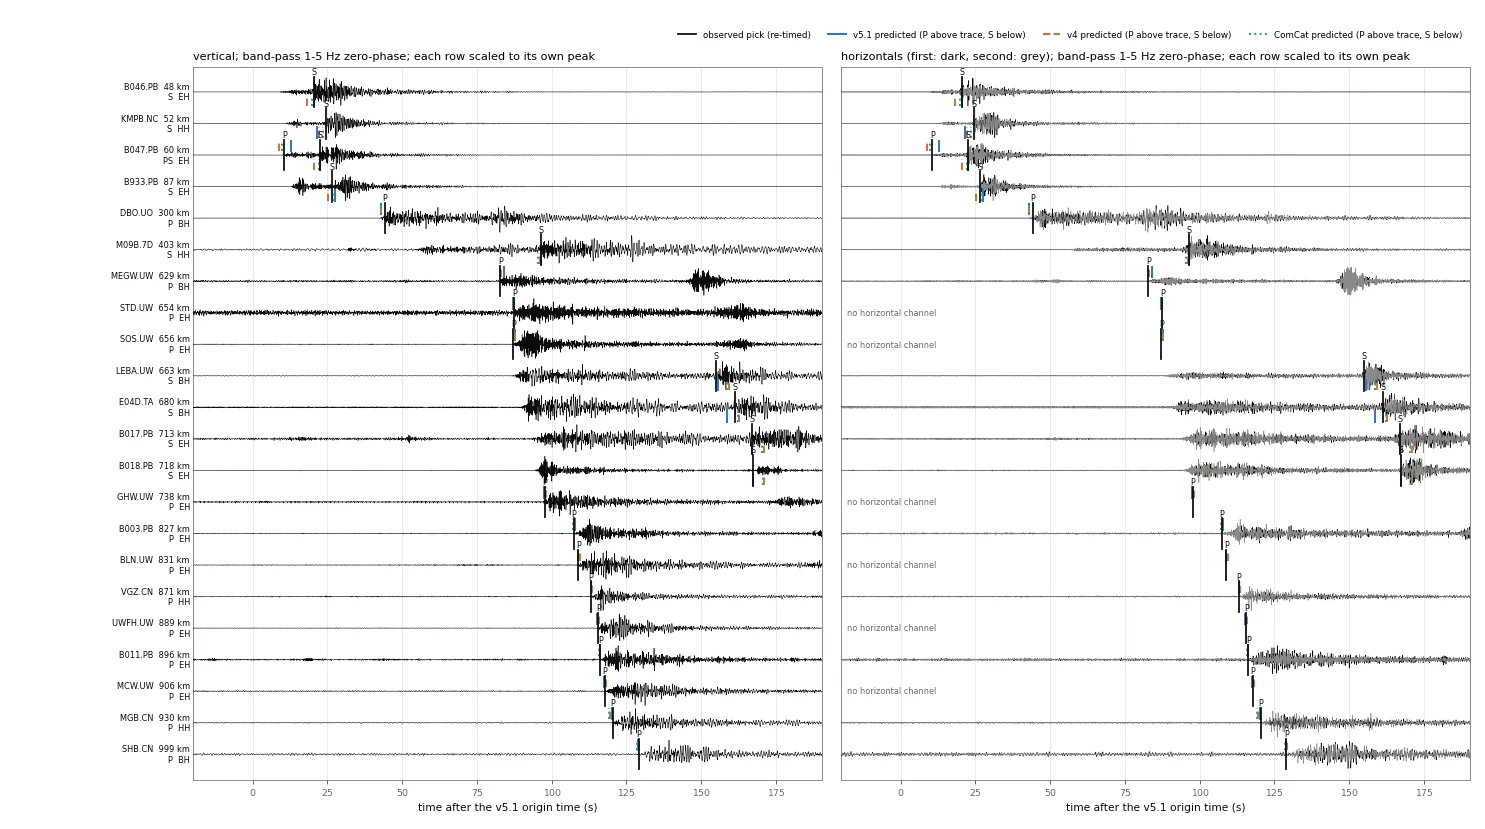 observed pick (re-timed)
v5.1 predicted (P above trace, S below)
v4 predicted (P above trace, S below)
ComCat predicted (P above trace, S below)
vertical; band-pass 1-5 Hz zero-phase; each row scaled to its own peak
horizontals (first: dark, second: grey); band-pass 1-5 Hz zero-phase; each row scaled to its own peak
B046.PB 48 km
S EH
KMPB.NC 52 km
S HH
B047.PB 60 km
PS EH
B933.PB 87 km
S EH
DBO.UO 300 km
P BH
M09B.7D 403 km
S HH
MEGW.UW 629 km
P BH
STD.UW 654 km
P EH
no horizontal channel
SOS.UW 656 km
P EH
no horizontal channel
LEBA.UW 663 km
S BH
E04D.TA 680 km
S BH
B017.PB 713 km
S EH
B018.PB 718 km
S EH
GHW.UW 738 km
P EH
no horizontal channel
B003.PB 827 km
P EH
BLN.UW 831 km
P EH
no horizontal channel
VGZ.CN 871 km
P HH
UWFH.UW 889 km
P EH
no horizontal channel
B011.PB 896 km
P EH
MCW.UW 906 km
P EH
no horizontal channel
MGB.CN 930 km
P HH
SHB.CN 999 km
P BH
0 25 50 75 100 125 150 175
0 25 50 75 100 125 150 175
time after the v5.1 origin time (s)
time after the v5.1 origin time (s)